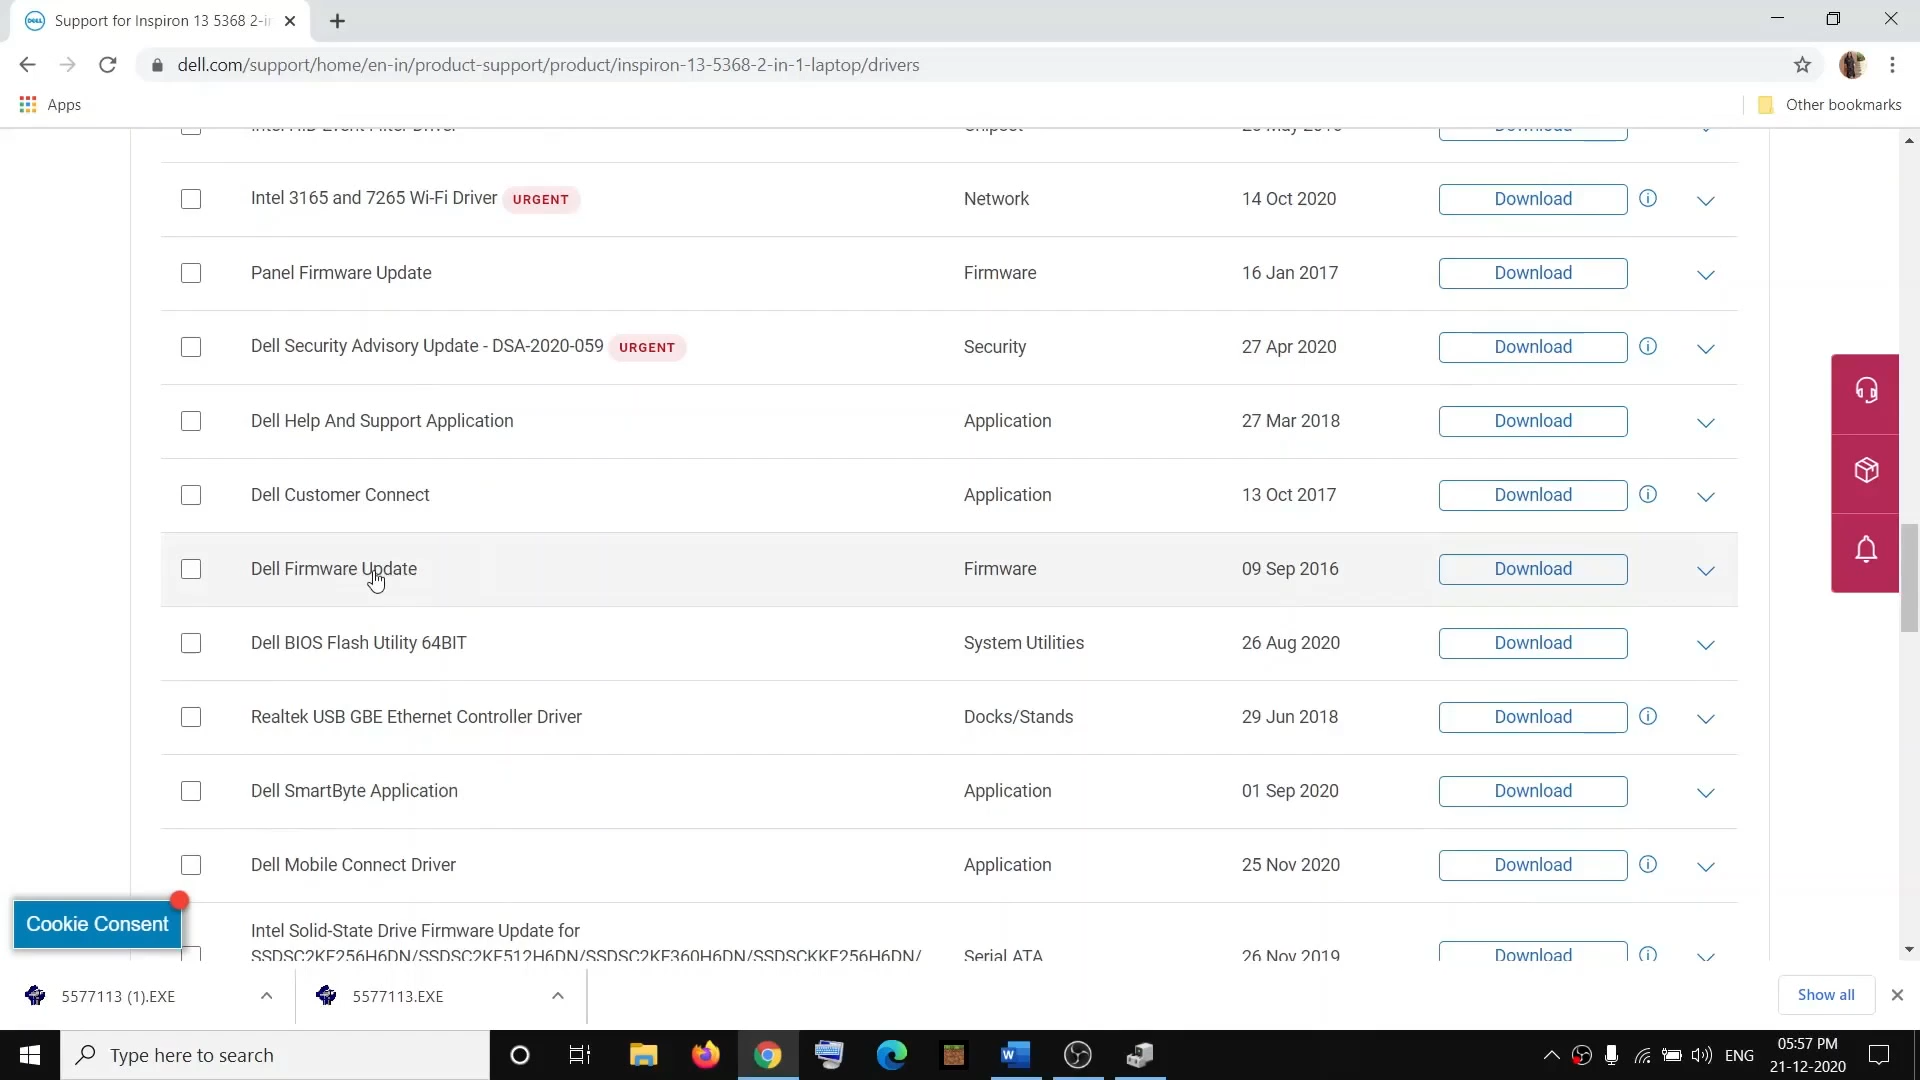 Support for Inspiron 13 5368 2-in
dell.com/support/home/en-in/product-support/product/inspiron-13-5368-2-in-1-laptop/drivers
Apps
Other bookmarks
Intel HID Event Filter Driver Chipset Download
Intel 3165 and 7265 Wi-Fi Driver URGENT Network 14 Oct 2020 Download
Panel Firmware Update Firmware 16 Jan 2017 Download
Dell Security Advisory Update - DSA-2020-059 URGENT Security 27 Apr 2020 Download
Dell Help And Support Application Application 27 Mar 2018 Download
Dell Customer Connect Application 13 Oct 2017 Download
Dell Firmware Update Firmware 09 Sep 2016 Download
Dell BIOS Flash Utility 64BIT System Utilities 26 Aug 2020 Download
Realtek USB GBE Ethernet Controller Driver Docks/Stands 29 Jun 2018 Download
Dell SmartByte Application Application 01 Sep 2020 Download
Dell Mobile Connect Driver Application 25 Nov 2020 Download
Cookie Consent
Intel Solid-State Drive Firmware Update for
SSDSC2KF256H6DN/SSDSC2KF512H6DN/SSDSC2KF360H6DN/SSDSCKKF256H6DN/ Serial ATA 26 Nov 2019 Download
5577113 (1).EXE
5577113.EXE
Show all
Type here to search
ENG
05:57 PM
21-12-2020